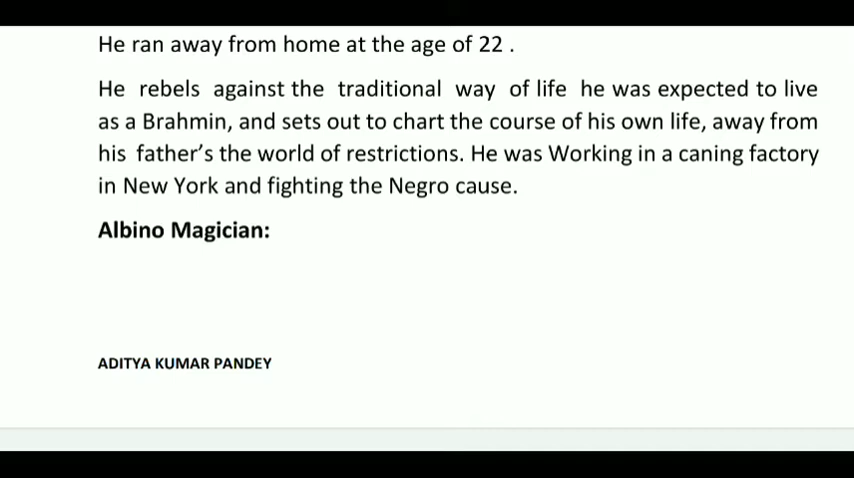 He ran away from home at the age of 22 .
He rebels against the traditional way of life he was expected to live
as a Brahmin, and sets out to chart the course of his own life, away from
his father’s the world of restrictions. He was Working in a caning factory
in New York and fighting the Negro cause.
Albino Magician:
ADITYA KUMAR PANDEY